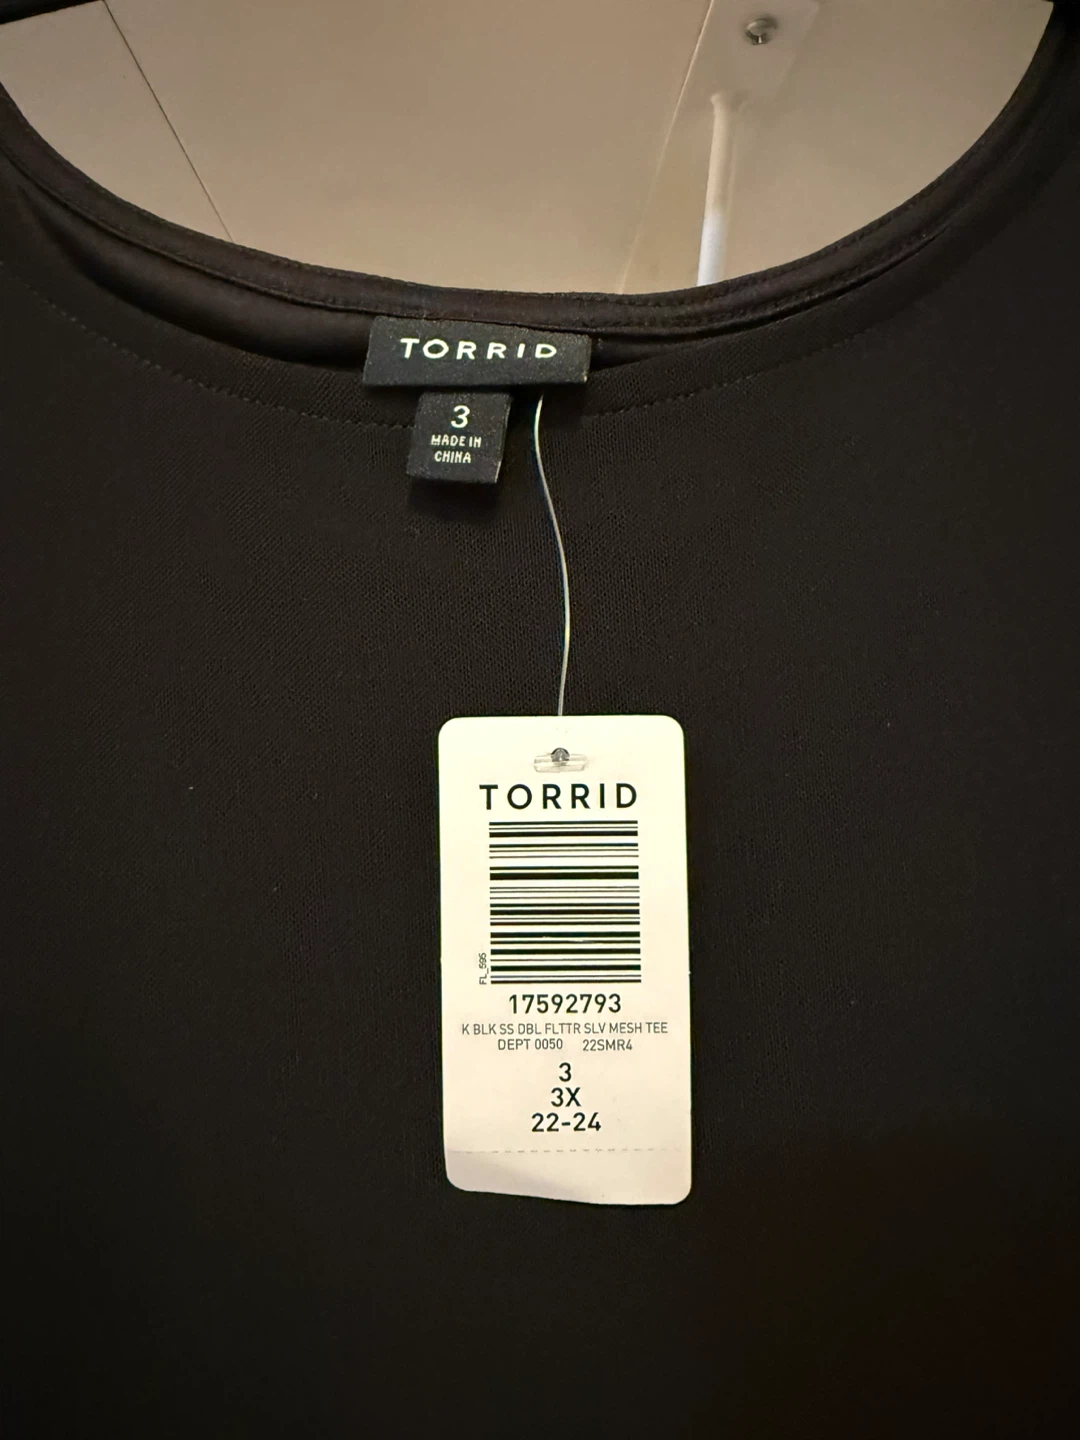 TORRID
3
MADE IN
CHINA
TORRID
FL_595
17592793
K BLK SS DBL FLTTR SLV MESH TEE
DEPT 0050 22SMR4
3
3X
22-24